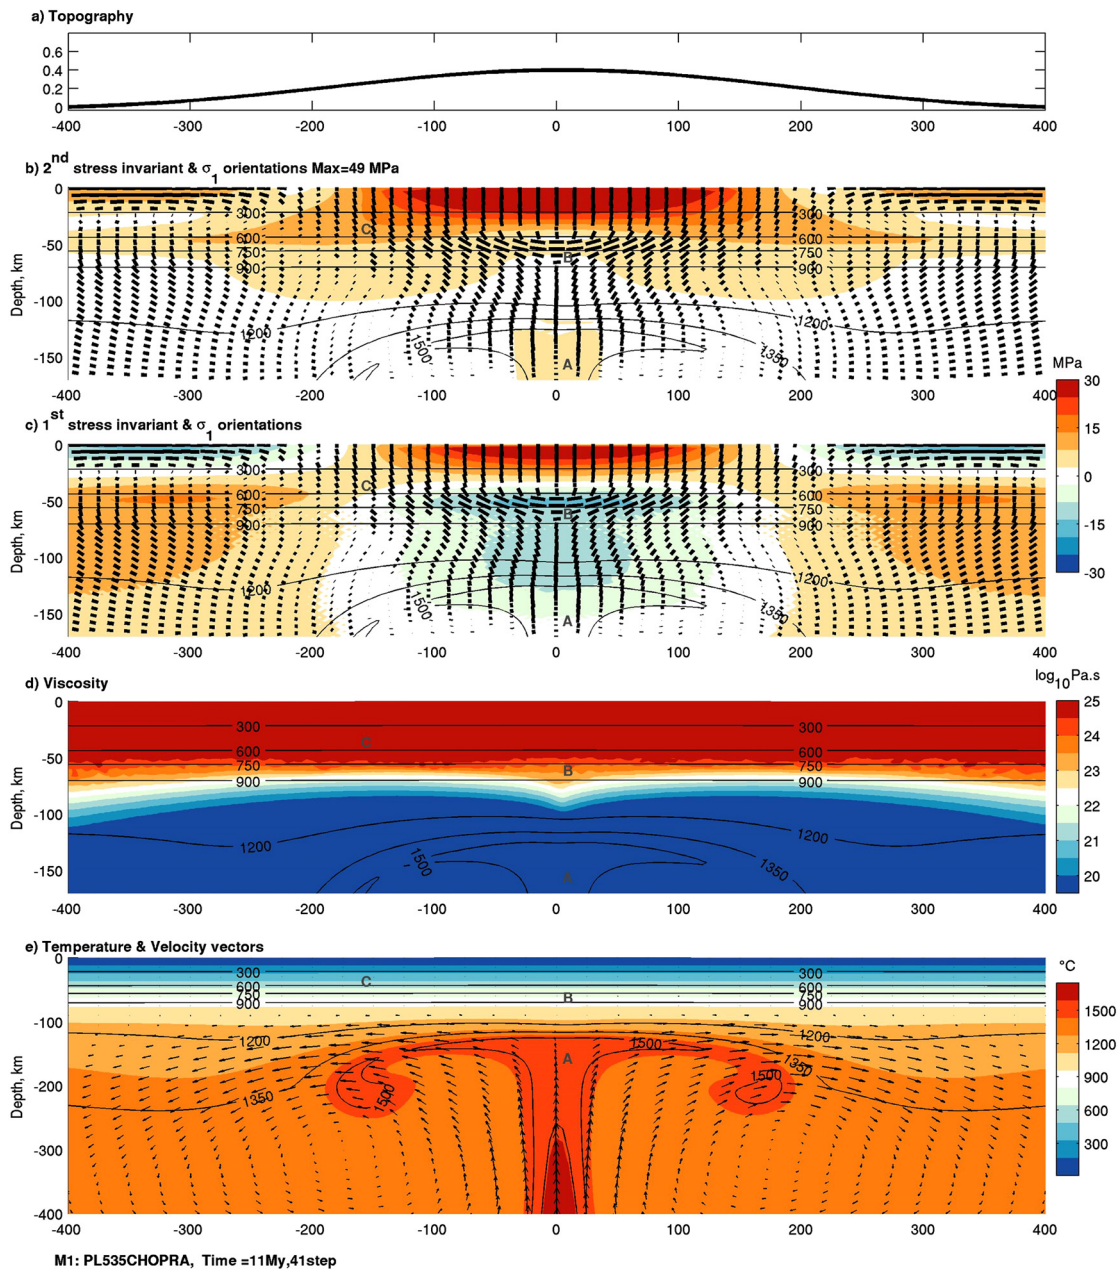 a) Topography
0.6
0.4
0.2
0
-400 -300 -200 -100 0 100 200 300 400
b) 2nd stress invariant & σ1 orientations Max=49 MPa
0
-50
-100
-150
Depth, km
300 300
600 600
750 750
900 900
1200 1200
1500 1350
C
B
A
MPa
30
15
0
-15
-30
-400 -300 -200 -100 0 100 200 300 400
c) 1st stress invariant & σ1 orientations
0
-50
-100
-150
Depth, km
300 300
600 600
750 750
900 900
1200 1200
1500 1350
C
B
A
-400 -300 -200 -100 0 100 200 300 400
d) Viscosity
0
-50
-100
-150
Depth, km
300 300
600 600
750 750
900 900
1200 1200
1500 1350
C
B
A
log10Pa.s
25
24
23
22
21
20
-400 -300 -200 -100 0 100 200 300 400
e) Temperature & Velocity vectors
0
-100
-200
-300
-400
Depth, km
300 300
600 600
750 750
900 900
1200 1200
1500 1350
1350 1500 1500
C
B
A
°C
1500
1200
900
600
300
-400 -300 -200 -100 0 100 200 300 400
M1: PL535CHOPRA, Time =11My,41step